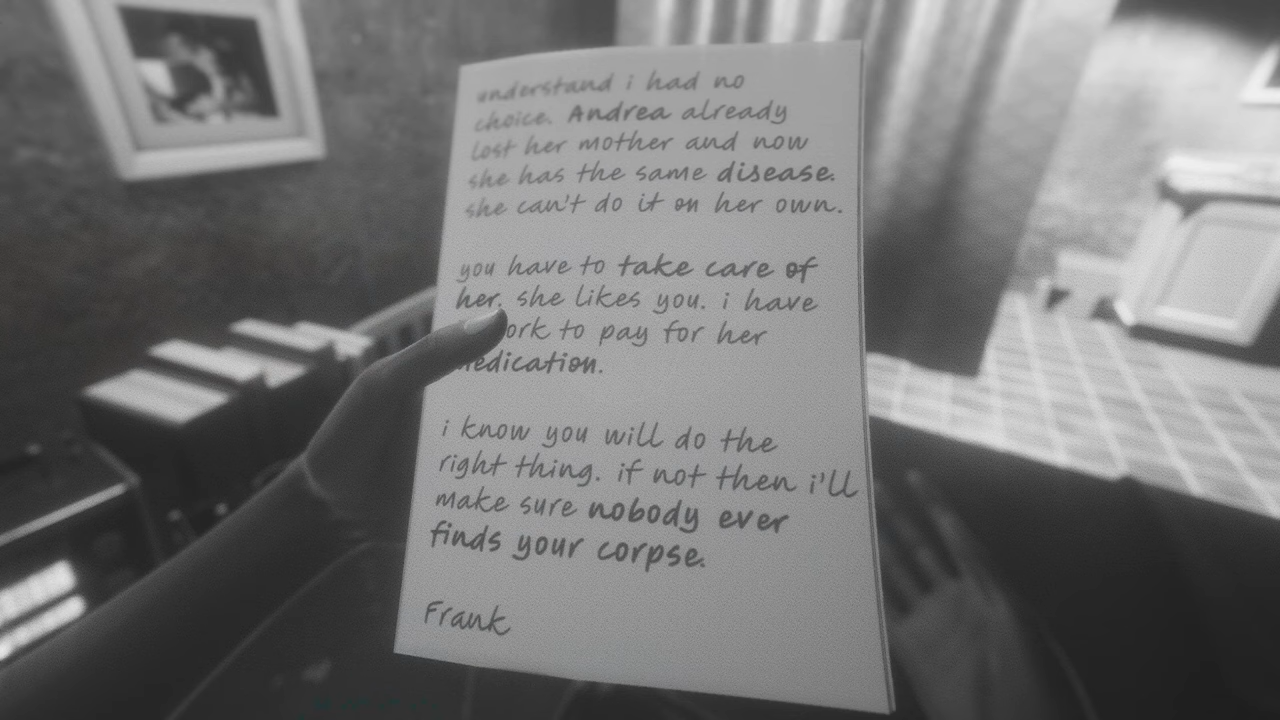 understand i had no
choice. Andrea already
lost her mother and now
she has the same disease.
she can't do it on her own.
you have to take care of
her. she likes you. i have
ork to pay for her
edication.
i know you will do the
right thing. if not then i'll
make sure nobody ever
finds your corpse.
Frank